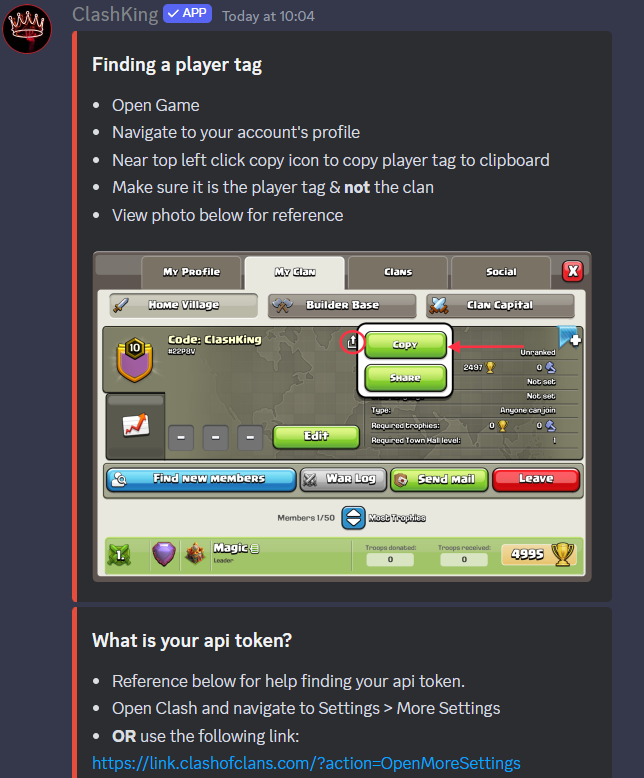 ClashKing ✓ APP Today at 10:04
Finding a player tag
• Open Game
• Navigate to your account's profile
• Near top left click copy icon to copy player tag to clipboard
• Make sure it is the player tag & not the clan
• View photo below for reference
My Profile My Clan Clans Social X
Home Village Builder Base Clan Capital
10 Code: ClashKing
#22P8V
Copy
Share
Unranked
2497 0
Not set
Not set
Type: Anyone can join
Required trophies: 0 0
Required Town Hall level: 1
- - - Edit
Find new members War Log Send Mail Leave
Members 1/50 Most Trophies
1. Magic Troops donated: Troops received: 4995
Leader 0 0
What is your api token?
• Reference below for help finding your api token.
• Open Clash and navigate to Settings > More Settings
• OR use the following link:
https://link.clashofclans.com/?action=OpenMoreSettings